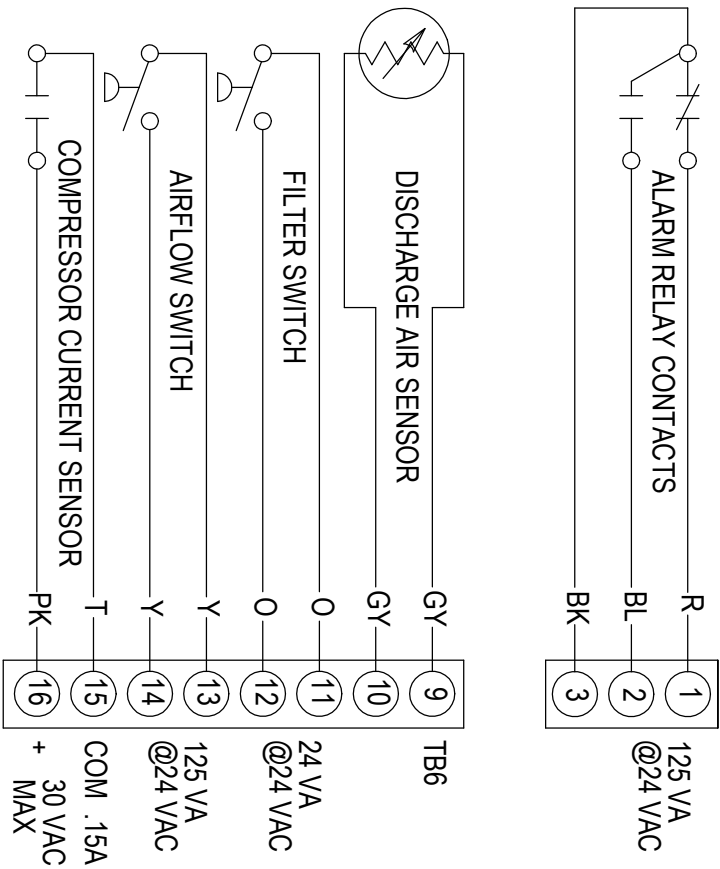 ALARM RELAY CONTACTS
R
1
BL
2
BK
3
125 VA
@24 VAC
DISCHARGE AIR SENSOR
GY
9
TB6
GY
10
FILTER SWITCH
O
11
O
12
24 VA
@24 VAC
AIRFLOW SWITCH
Y
13
Y
14
125 VA
@24 VAC
COMPRESSOR CURRENT SENSOR
T
15
COM .15A
PK
16
+ 30 VAC
MAX